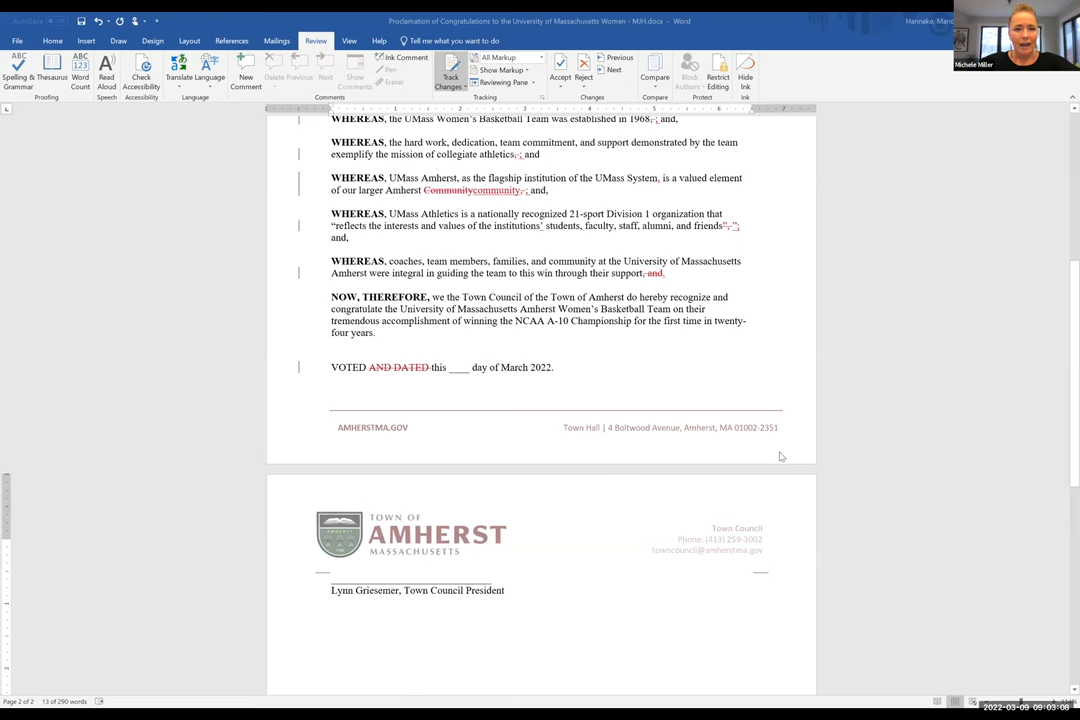 AutoSave
Proclamation of Congratulations to the University of Massachusetts Women - MJH.docx - Word
Hanneke, Mand
File Home Insert Draw Design Layout References Mailings Review View Help Tell me what you want to do
Spelling & Grammar
Thesaurus
Word Count
Read Aloud
Check Accessibility
Translate
Language
New Comment
Delete
Previous
Next
Show Comments
Ink Comment
Pen
Eraser
Track Changes
All Markup
Show Markup
Reviewing Pane
Accept
Reject
Previous
Next
Compare
Block Authors
Restrict Editing
Hide Ink
Proofing Speech Accessibility Language Comments Tracking Changes Compare Protect Ink
Michele Miller
WHEREAS, the UMass Women's Basketball Team was established in 1968, ; and,
WHEREAS, the hard work, dedication, team commitment, and support demonstrated by the team
exemplify the mission of collegiate athletics, ; and
WHEREAS, UMass Amherst, as the flagship institution of the UMass System, is a valued element
of our larger Amherst Communitycommunity, ; and,
WHEREAS, UMass Athletics is a nationally recognized 21-sport Division 1 organization that
“reflects the interests and values of the institutions' students, faculty, staff, alumni, and friends”, ”;
and,
WHEREAS, coaches, team members, families, and community at the University of Massachusetts
Amherst were integral in guiding the team to this win through their support, and.
NOW, THEREFORE, we the Town Council of the Town of Amherst do hereby recognize and
congratulate the University of Massachusetts Amherst Women's Basketball Team on their
tremendous accomplishment of winning the NCAA A-10 Championship for the first time in twenty-
four years.
VOTED AND DATED this ____ day of March 2022.
AMHERSTMA.GOV
Town Hall | 4 Boltwood Avenue, Amherst, MA 01002-2351
TOWN OF
AMHERST
MASSACHUSETTS
Town Council
Phone: (413) 259-3002
towncouncil@amherstma.gov
Lynn Griesemer, Town Council President
Page 2 of 2 13 of 290 words
2022-03-09 09:03:08